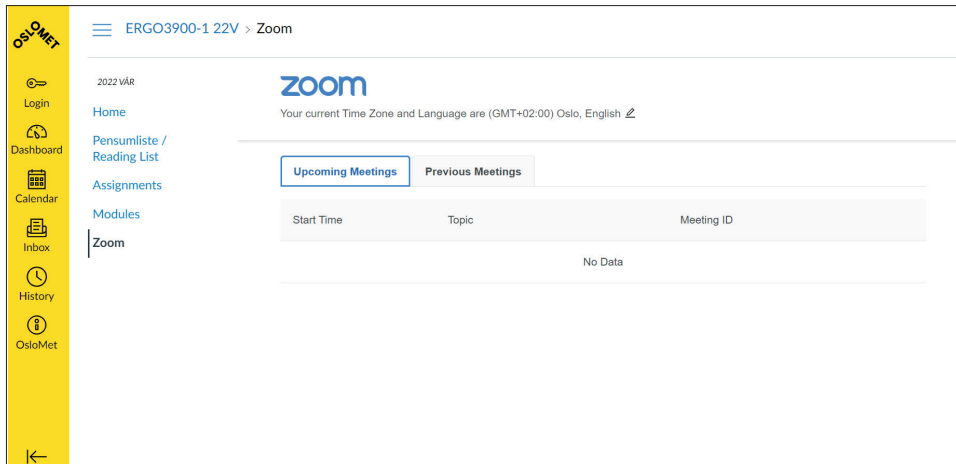 OSLOMET
ERGO3900-1 22V > Zoom
Login
Dashboard
Calendar
Inbox
History
OsloMet
2022 VÅR
Home
Pensumliste /
Reading List
Assignments
Modules
Zoom
zoom
Your current Time Zone and Language are (GMT+02:00) Oslo, English
Upcoming Meetings Previous Meetings
Start Time Topic Meeting ID
No Data